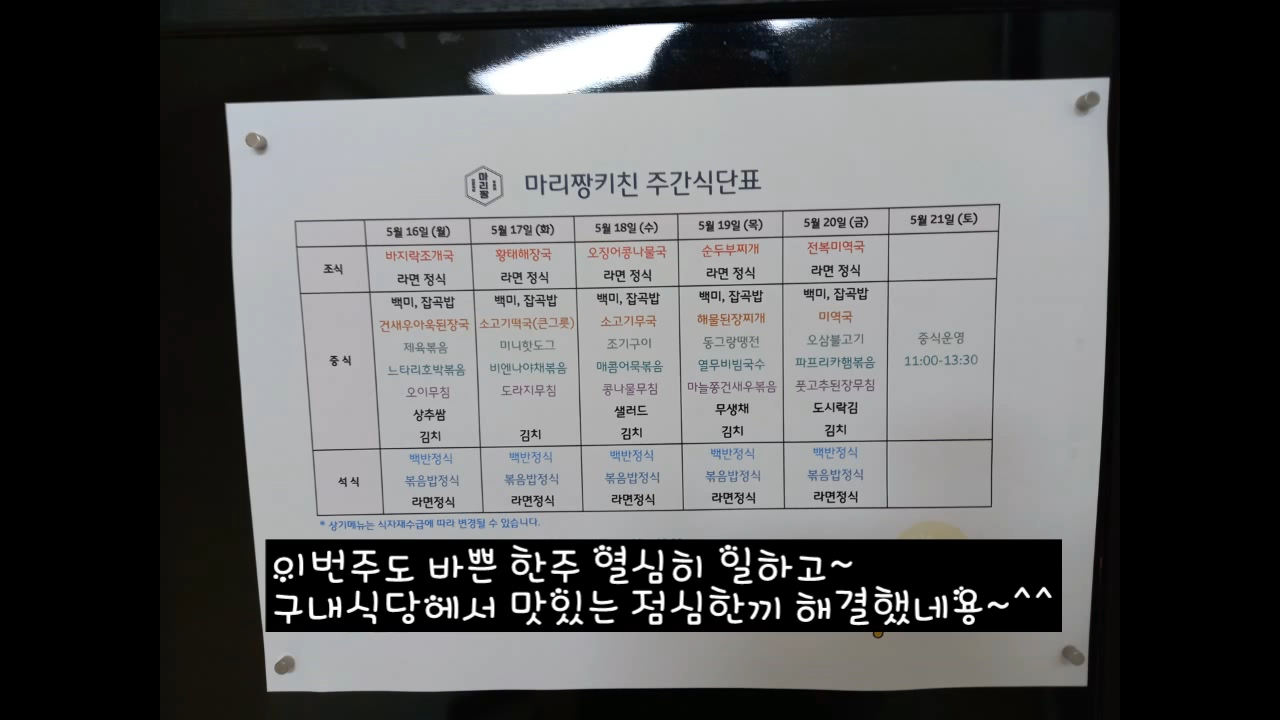 마리짱
마리짱키친 주간식단표
5월 16일 (월) 5월 17일 (화) 5월 18일 (수) 5월 19일 (목) 5월 20일 (금) 5월 21일 (토)
조식 바지락조개국 황태해장국 오징어콩나물국 순두부찌개 전복미역국
라면 정식 라면 정식 라면 정식 라면 정식 라면 정식
중식 백미, 잡곡밥 백미, 잡곡밥 백미, 잡곡밥 백미, 잡곡밥 백미, 잡곡밥
건새우아욱된장국 소고기떡국(큰그릇) 소고기무국 해물된장찌개 미역국
제육볶음 미니핫도그 조기구이 동그랑땡전 오삼불고기 중식운영
느타리호박볶음 비엔나야채볶음 매콤어묵볶음 열무비빔국수 파프리카햄볶음 11:00-13:30
오이무침 도라지무침 콩나물무침 마늘쫑건새우볶음 풋고추된장무침
상추쌈 샐러드 무생채 도시락김
김치 김치 김치 김치 김치
석식 백반정식 백반정식 백반정식 백반정식 백반정식
볶음밥정식 볶음밥정식 볶음밥정식 볶음밥정식 볶음밥정식
라면정식 라면정식 라면정식 라면정식 라면정식
* 상기메뉴는 식자재수급에 따라 변경될 수 있습니다.
이번주도 바쁜 한주 열심히 일하고~
구내식당에서 맛있는 점심한끼 해결했네용~^^